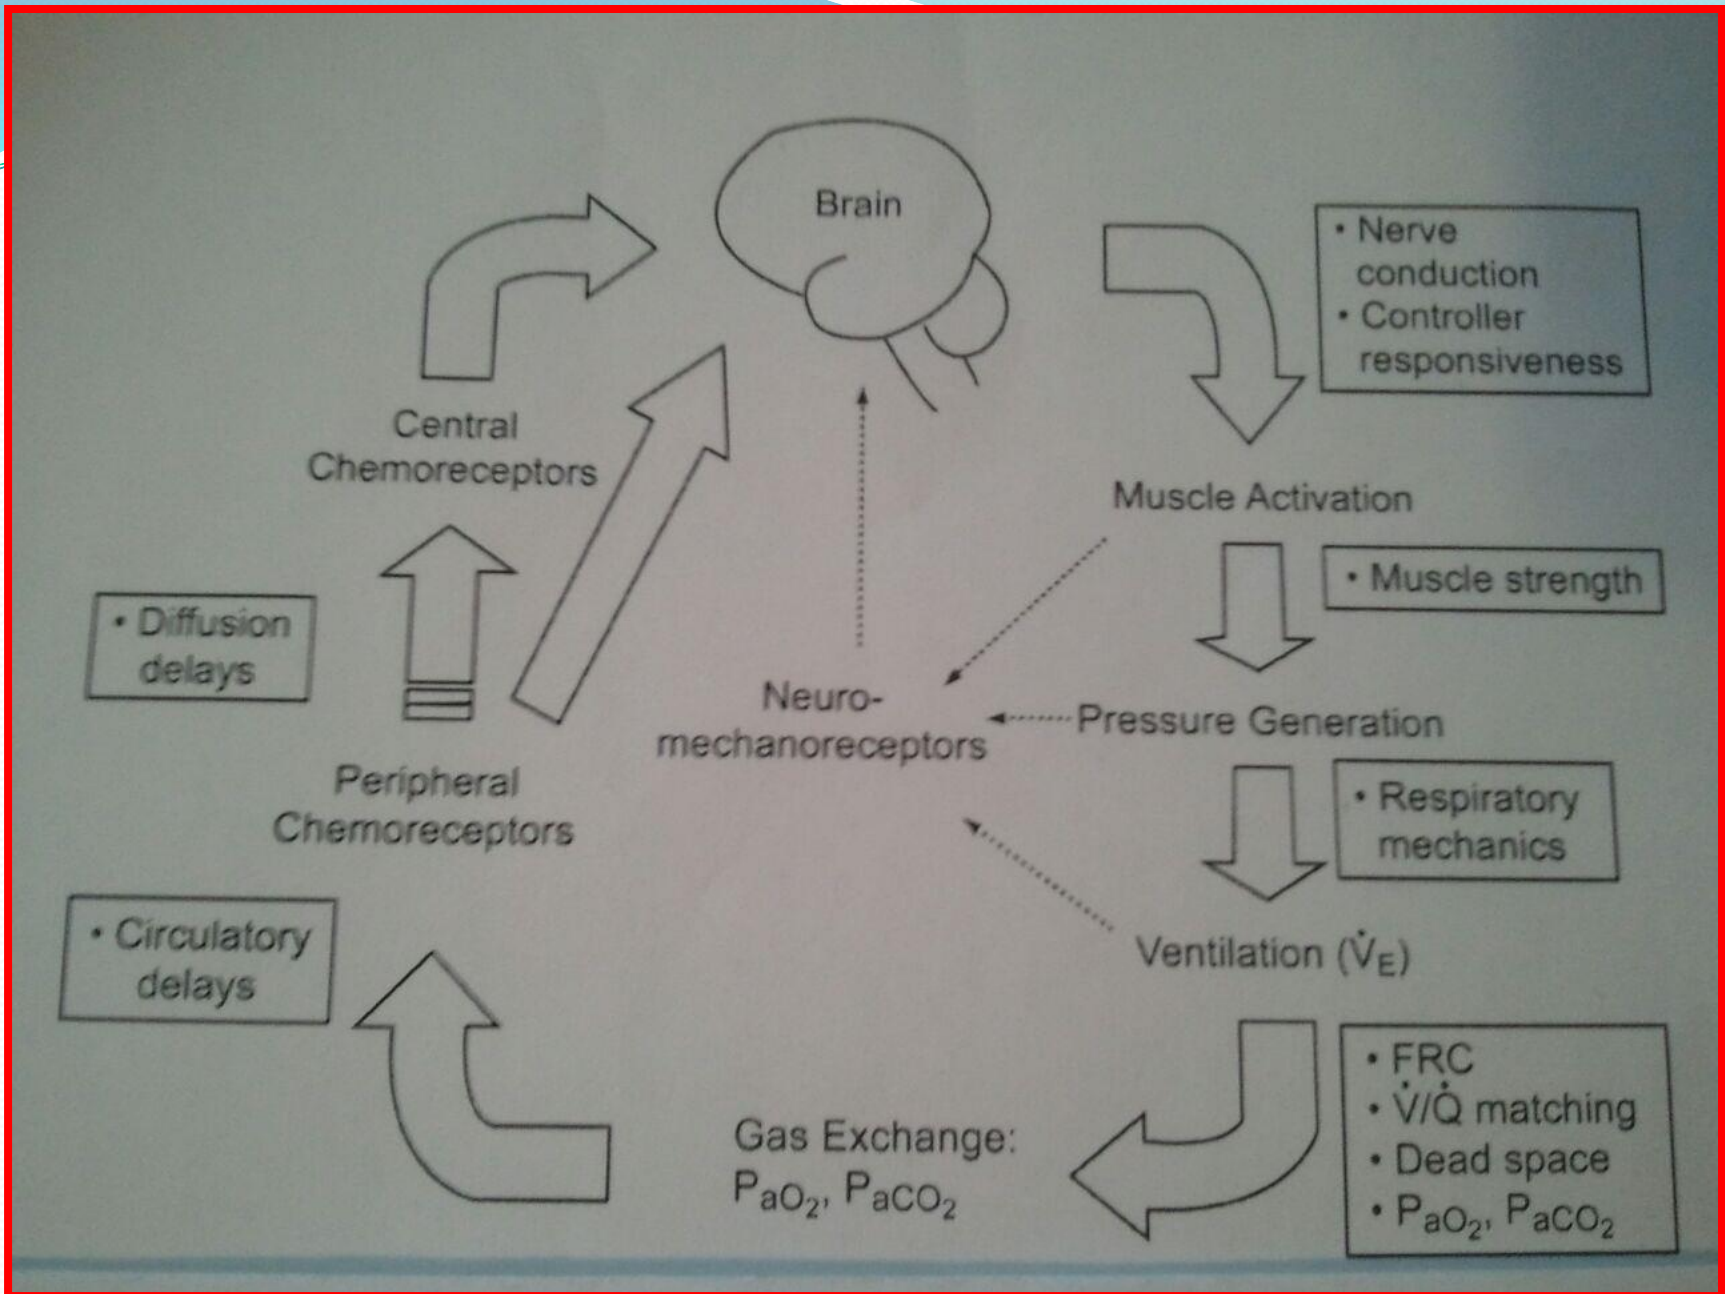 Brain
• Nerve
conduction
• Controller
responsiveness
Central
Chemoreceptors
Muscle Activation
• Muscle strength
• Diffusion
delays
Neuro-
mechanoreceptors
Pressure Generation
Peripheral
Chemoreceptors
• Respiratory
mechanics
• Circulatory
delays
Ventilation (V̇E)
Gas Exchange:
PaO₂, PaCO₂
• FRC
• V̇/Q̇ matching
• Dead space
• PaO₂, PaCO₂